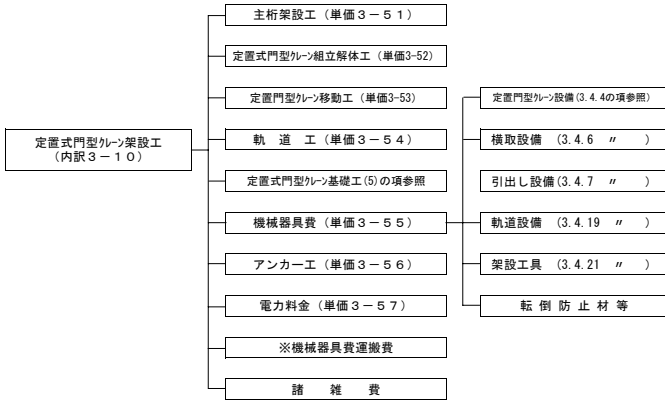 主桁架設工（単価３－５１）
定置式門型ｸﾚｰﾝ組立解体工（単価3-52）
定置門型ｸﾚｰﾝ移動工（単価3-53）
定置門型ｸﾚｰﾝ設備(3.4.4の項参照)
定置式門型ｸﾚｰﾝ架設工
（内訳３－１０）
軌　道　工（単価３－５４）
横取設備　(3.4.6　〃　　)
定置式門型ｸﾚｰﾝ基礎工(5)の項参照
引出し設備(3.4.7　〃　　)
機械器具費（単価３－５５）
軌道設備　(3.4.19　〃　　)
アンカー工（単価３－５６）
架設工具　(3.4.21　〃　　)
電力料金（単価３－５７）
転 倒 防 止 材 等
※機械器具費運搬費
諸　　雑　　費